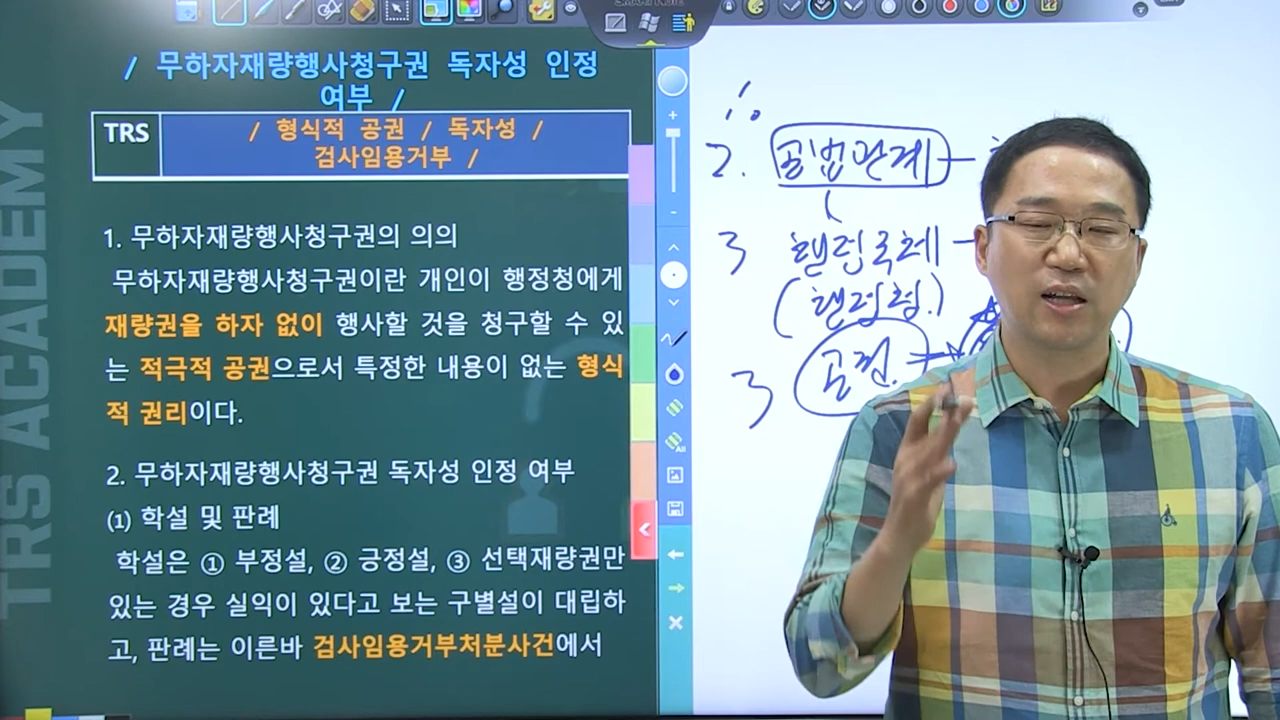 / 무하자재량행사청구권 독자성 인정
여부 /
TRS
/ 형식적 공권 / 독자성 /
검사임용거부 /
1. 무하자재량행사청구권의 의의
무하자재량행사청구권이란 개인이 행정청에게
재량권을 하자 없이 행사할 것을 청구할 수 있
는 적극적 공권으로서 특정한 내용이 없는 형식
적 권리이다.
2. 무하자재량행사청구권 독자성 인정 여부
(1) 학설 및 판례
학설은 ① 부정설, ② 긍정설, ③ 선택재량권만
있는 경우 실익이 있다고 보는 구별설이 대립하
고, 판례는 이른바 검사임용거부처분사건에서
TRS ACADEMY
2. 공법관계
3
(행정청.)
3 공권.